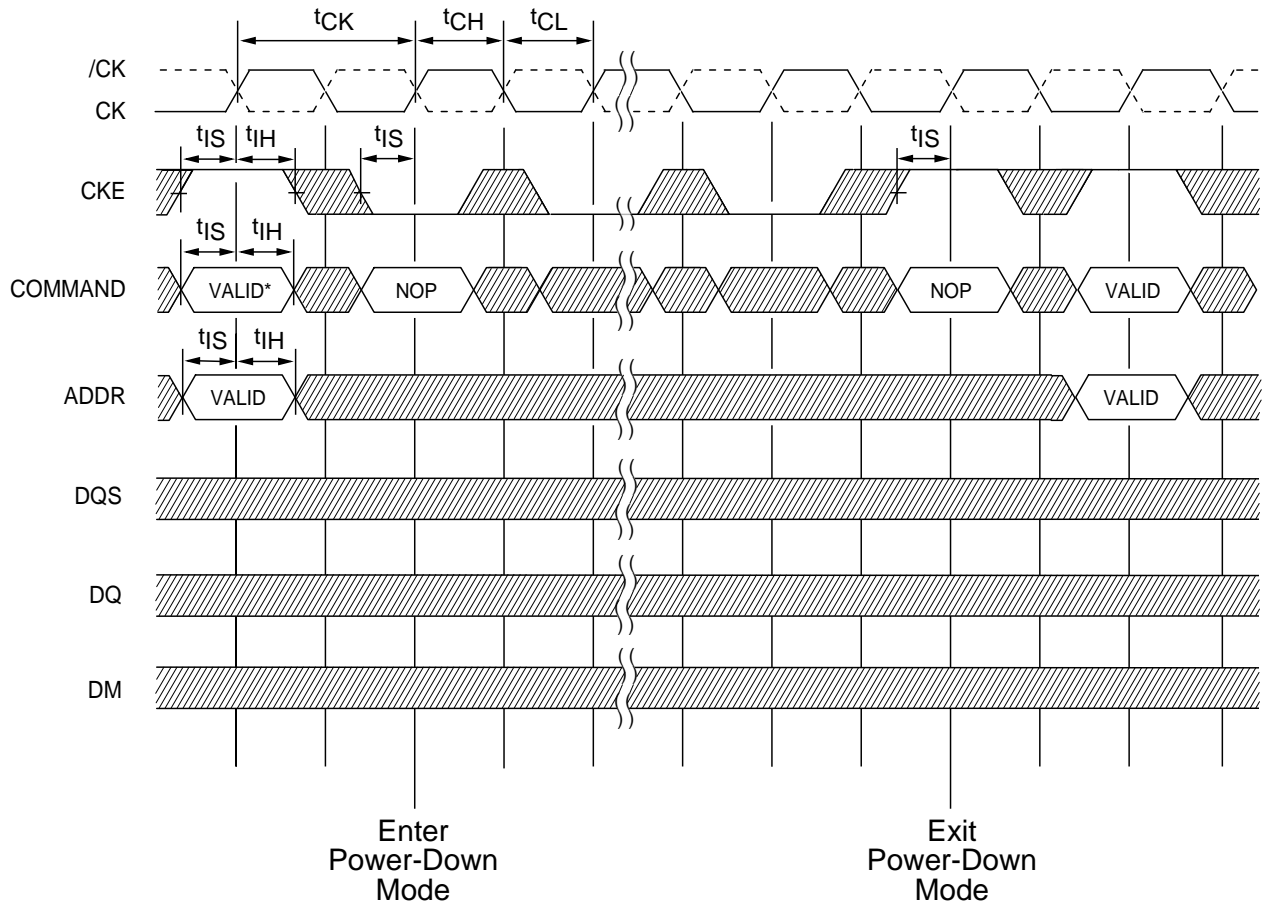 tCK tCH tCL
/CK
CK
tIS tIH tIS tIS
CKE
tIS tIH
COMMAND VALID* NOP NOP VALID
tIS tIH
ADDR VALID VALID
DQS
DQ
DM
Enter
Power-Down
Mode
Exit
Power-Down
Mode